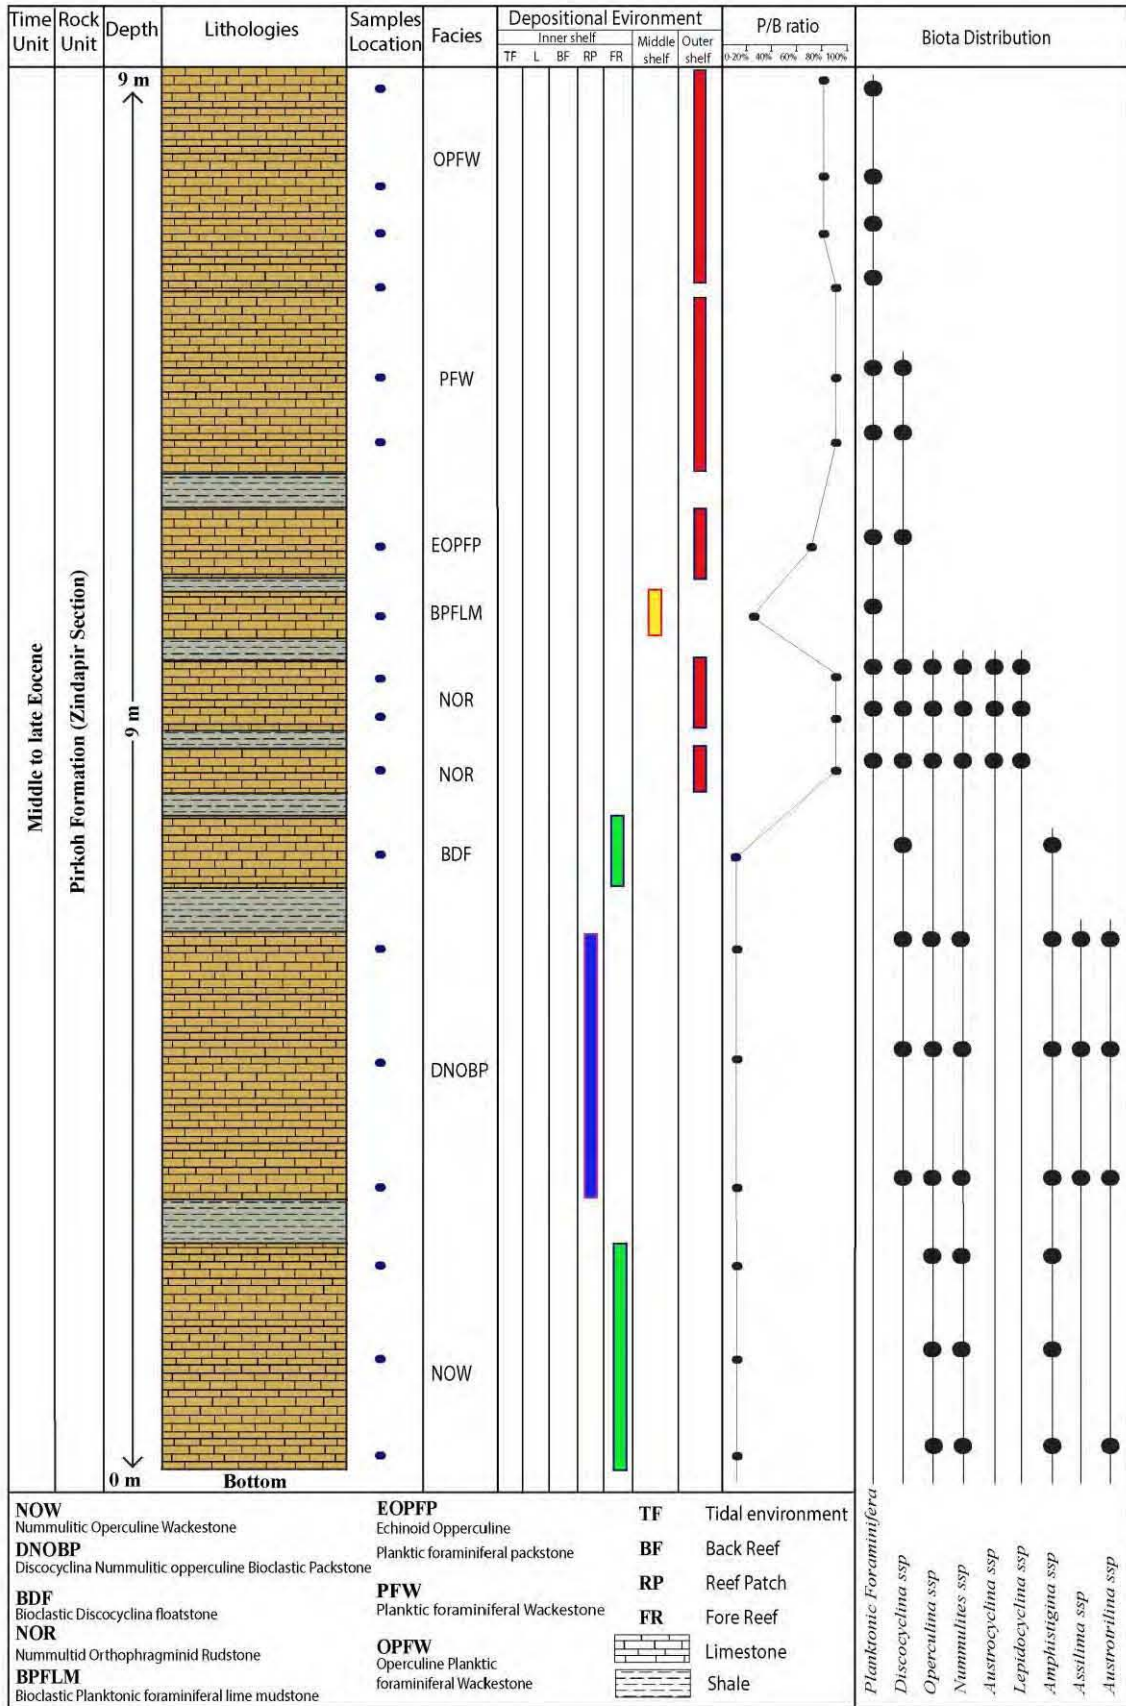 Time Unit
Rock Unit
Depth
Lithologies
Samples Location
Facies
Depositional Evironment
Inner shelf
TF L BF RP FR
Middle shelf
Outer shelf
P/B ratio
0-20% 40% 60% 80% 100%
Biota Distribution
9 m
OPFW
PFW
EOPFP
BPFLM
NOR
NOR
BDF
DNOBP
NOW
Middle to late Eocene
Pirkoh Formation (Zindapir Section)
9 m
0 m
Bottom
NOW
Nummulitic Operculine Wackestone
DNOBP
Discocyclina Nummulitic opperculine Bioclastic Packstone
BDF
Bioclastic Discocyclina floatstone
NOR
Nummultid Orthophragminid Rudstone
BPFLM
Bioclastic Planktonic foraminiferal lime mudstone
EOPFP
Echinoid Opperculine
Planktic foraminiferal packstone
PFW
Planktic foraminiferal Wackestone
OPFW
Operculine Planktic
foraminiferal Wackestone
TF Tidal environment
BF Back Reef
RP Reef Patch
FR Fore Reef
Limestone
Shale
Planktonic Foraminifera
Discocyclina ssp
Operculina ssp
Nummulites ssp
Austrocyclina ssp
Lepidocyclina ssp
Amphistigina ssp
Assilima ssp
Austrotrilina ssp